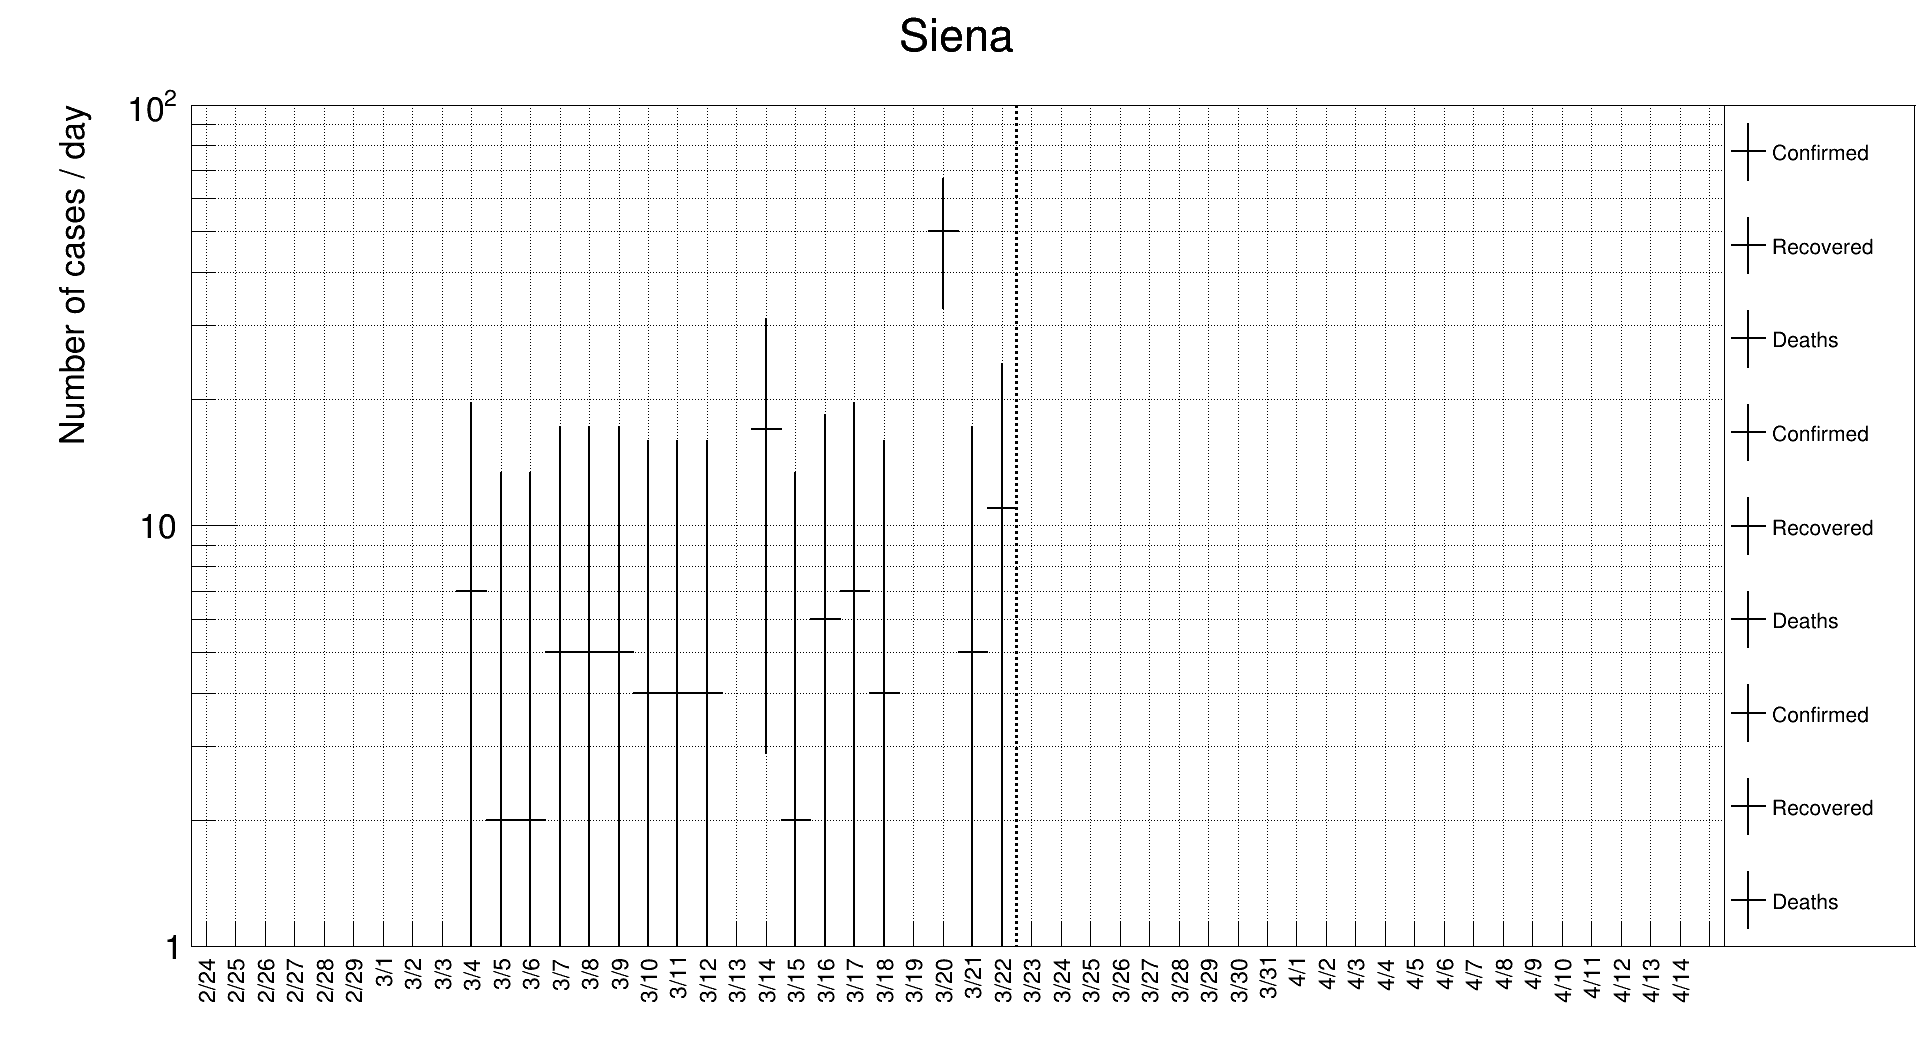 Siena
Number of cases / day
10²
10
1
2/24 2/25 2/26 2/27 2/28 2/29 3/1 3/2 3/3 3/4 3/5 3/6 3/7 3/8 3/9 3/10 3/11 3/12 3/13 3/14 3/15 3/16 3/17 3/18 3/19 3/20 3/21 3/22 3/23 3/24 3/25 3/26 3/27 3/28 3/29 3/30 3/31 4/1 4/2 4/3 4/4 4/5 4/6 4/7 4/8 4/9 4/10 4/11 4/12 4/13 4/14
Confirmed
Recovered
Deaths
Confirmed
Recovered
Deaths
Confirmed
Recovered
Deaths